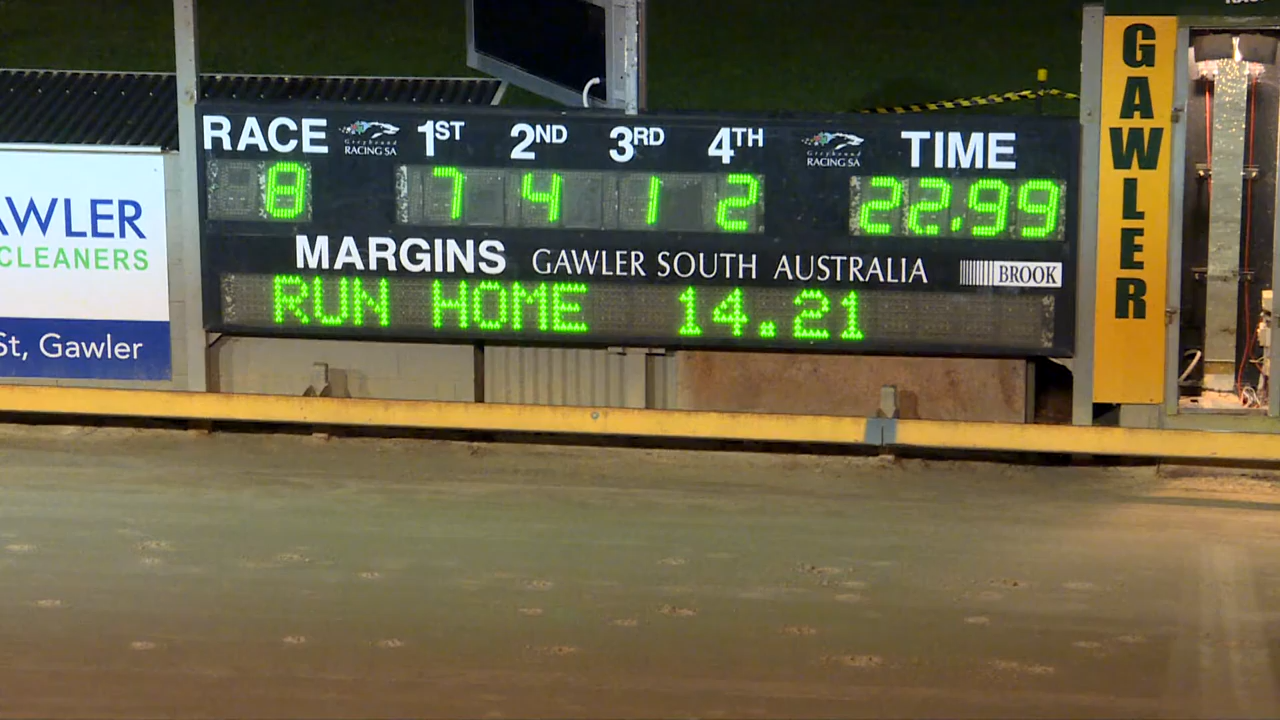 RACE 1ST 2ND 3RD 4TH TIME
Greyhound RACING SA
Greyhound RACING SA
8 7 4 1 2 22.99
MARGINS GAWLER SOUTH AUSTRALIA BROOK
RUN HOME 14.21
AWLER
CLEANERS
St, Gawler
GAWLER